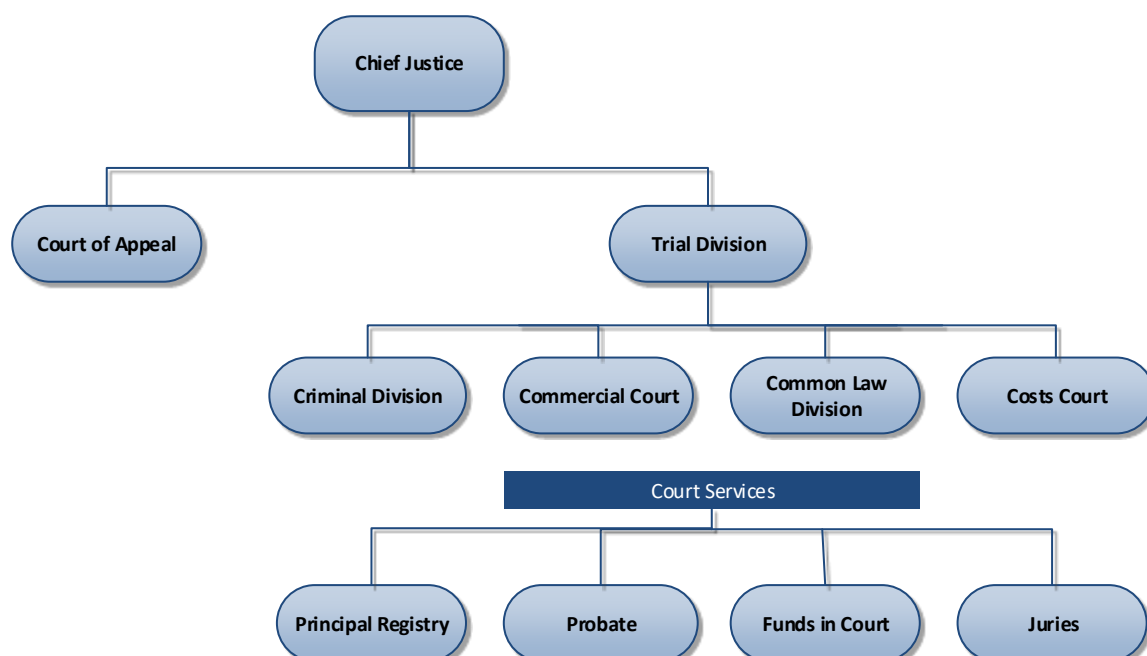 Chief Justice
Court of Appeal
Trial Division
Criminal Division
Commercial Court
Common Law
Division
Costs Court
Court Services
Principal Registry
Probate
Funds in Court
Juries